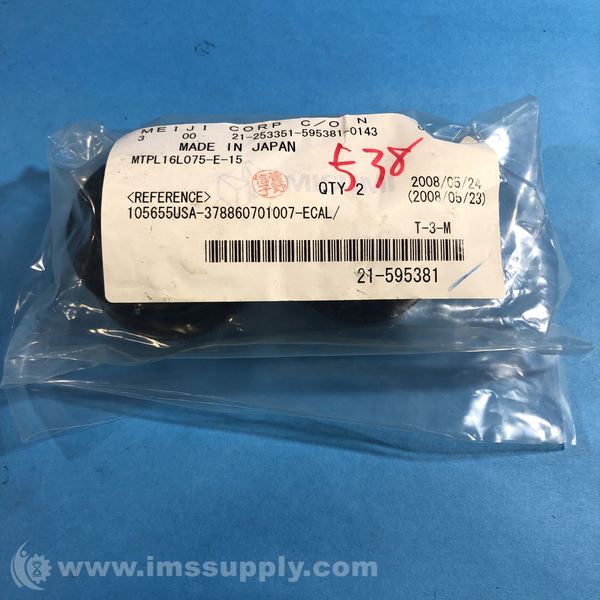 MEIJI CORP C/O N
3 00 21-253351-595381-0143
MADE IN JAPAN
MTPL16L075-E-15
538
QTY 2
2008/05/24
(2008/05/23)
<REFERENCE>
105655USA-378860701007-ECAL/
T-3-M
21-595381
iMS
www.imssupply.com